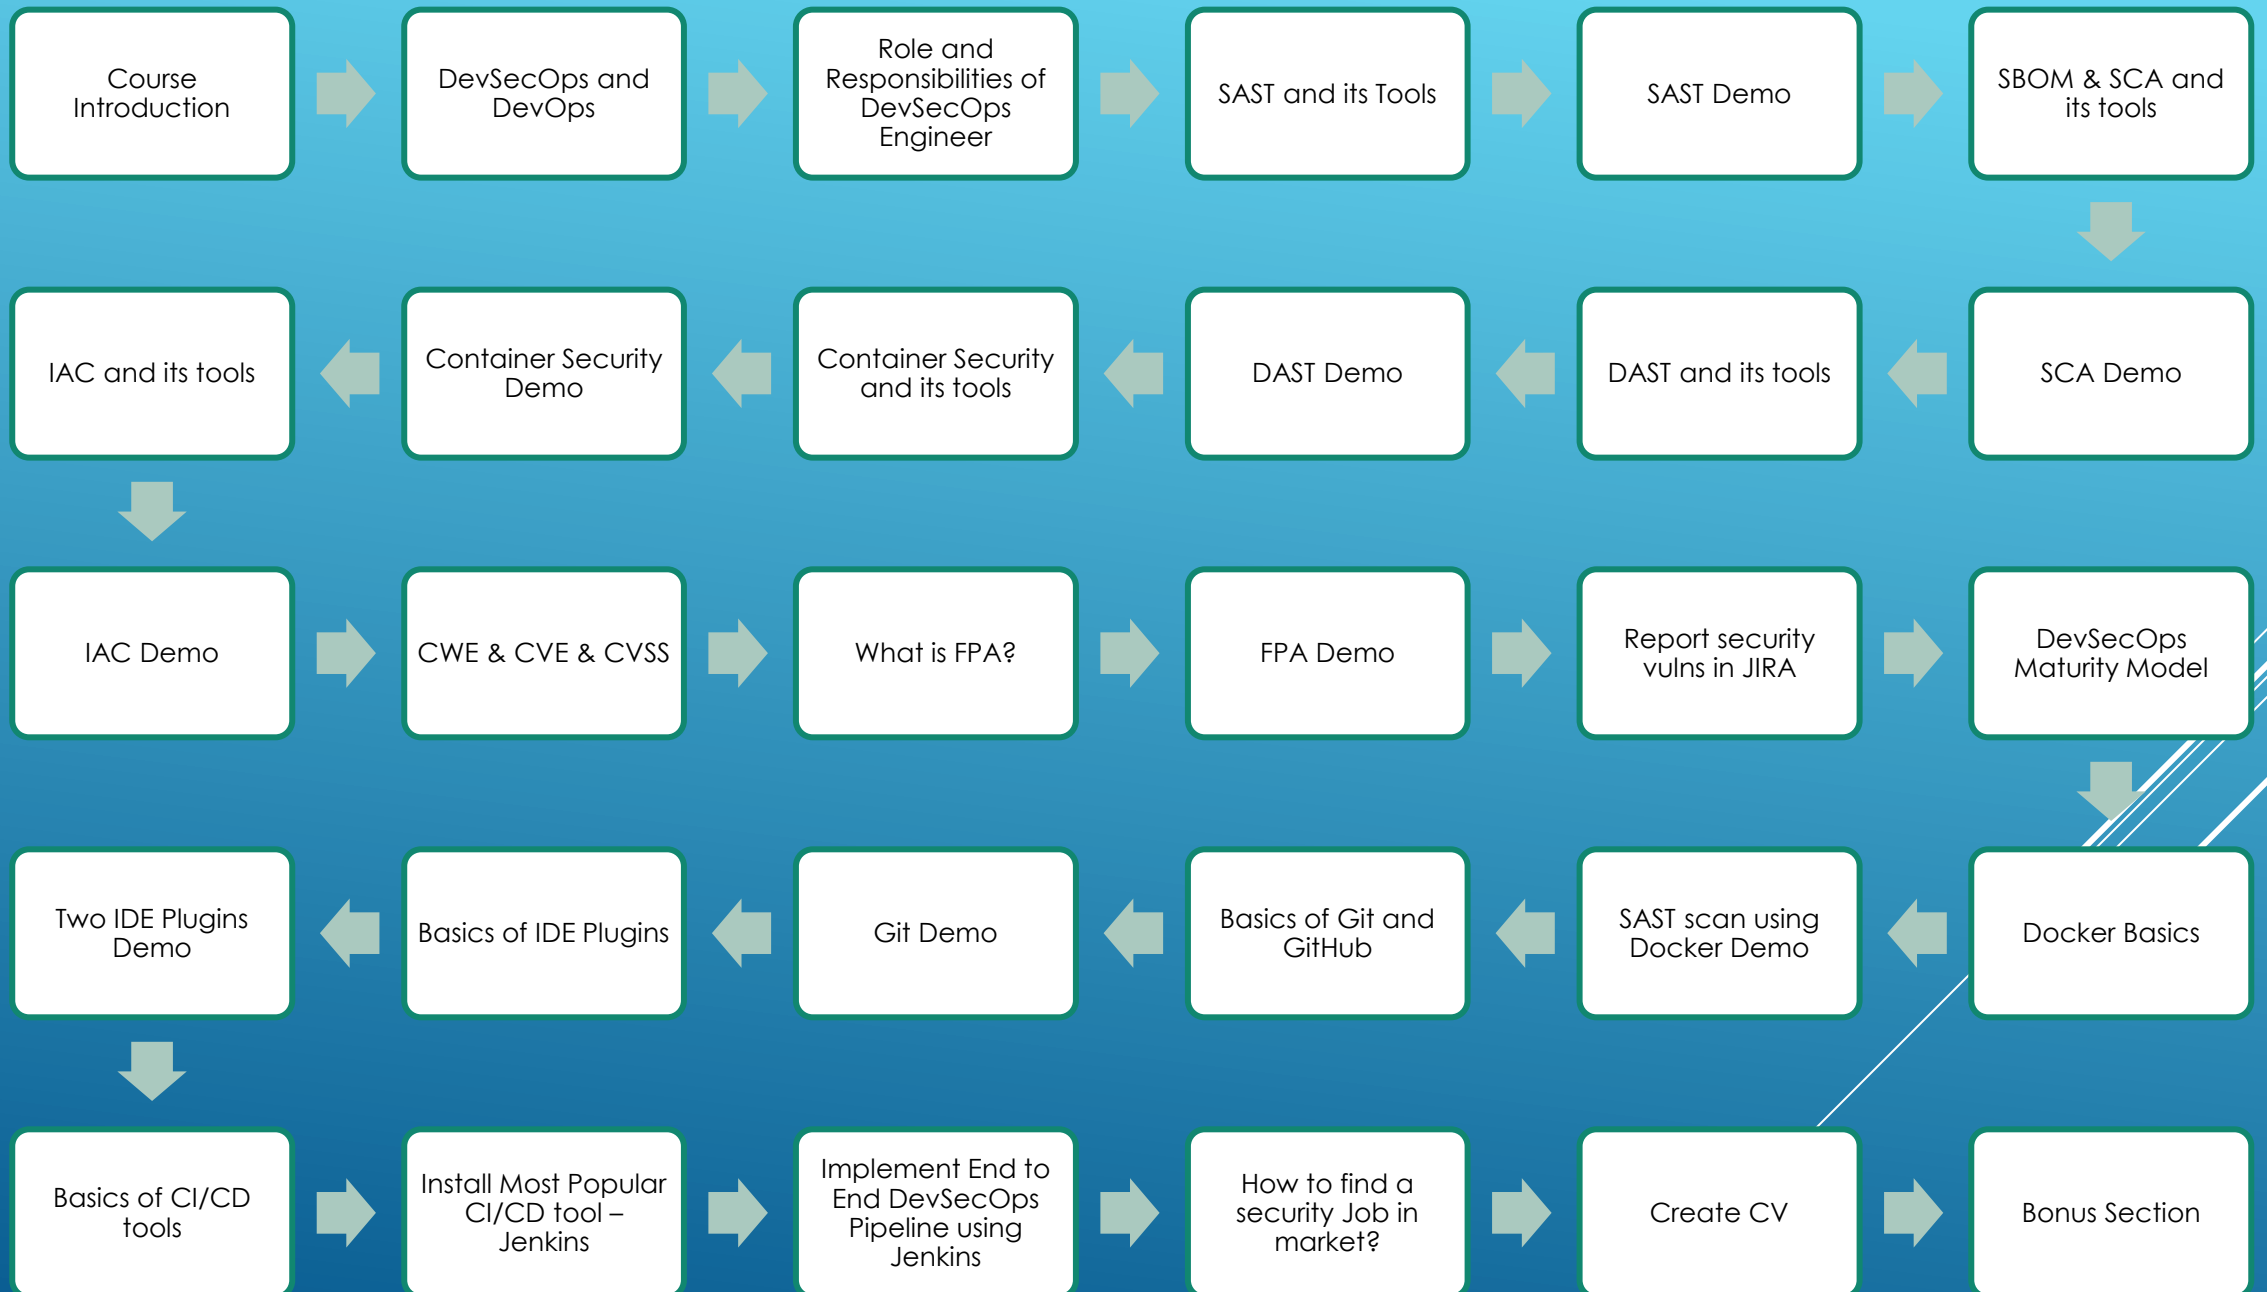 Course
Introduction
DevSecOps and
DevOps
Role and
Responsibilities of
DevSecOps
Engineer
SAST and its Tools
SAST Demo
SBOM & SCA and
its tools
SCA Demo
DAST and its tools
DAST Demo
Container Security
and its tools
Container Security
Demo
IAC and its tools
IAC Demo
CWE & CVE & CVSS
What is FPA?
FPA Demo
Report security
vulns in JIRA
DevSecOps
Maturity Model
Docker Basics
SAST scan using
Docker Demo
Basics of Git and
GitHub
Git Demo
Basics of IDE Plugins
Two IDE Plugins
Demo
Basics of CI/CD
tools
Install Most Popular
CI/CD tool –
Jenkins
Implement End to
End DevSecOps
Pipeline using
Jenkins
How to find a
security Job in
market?
Create CV
Bonus Section